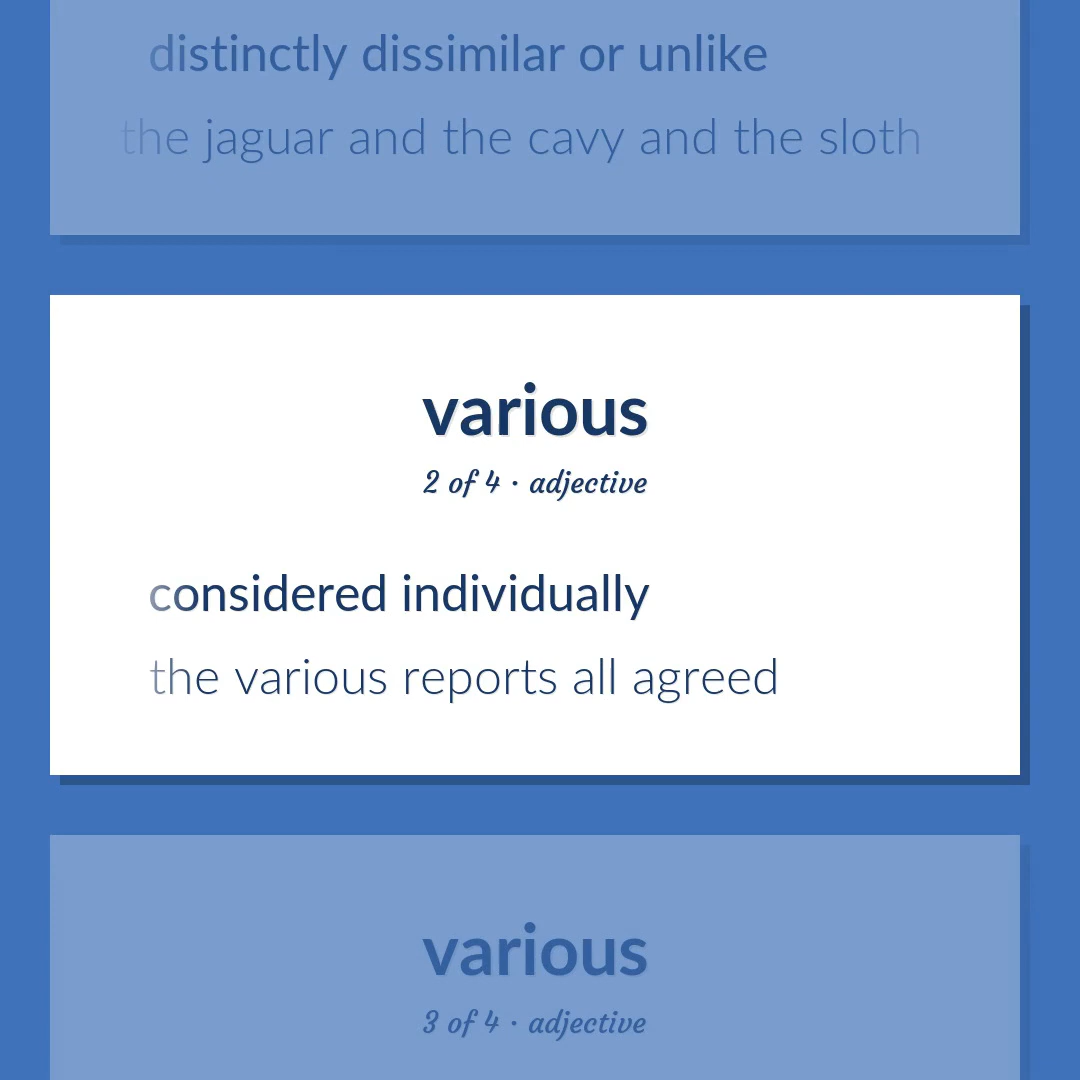 distinctly dissimilar or unlike
the jaguar and the cavy and the sloth
various
2 of 4 · adjective
considered individually
the various reports all agreed
various
3 of 4 · adjective